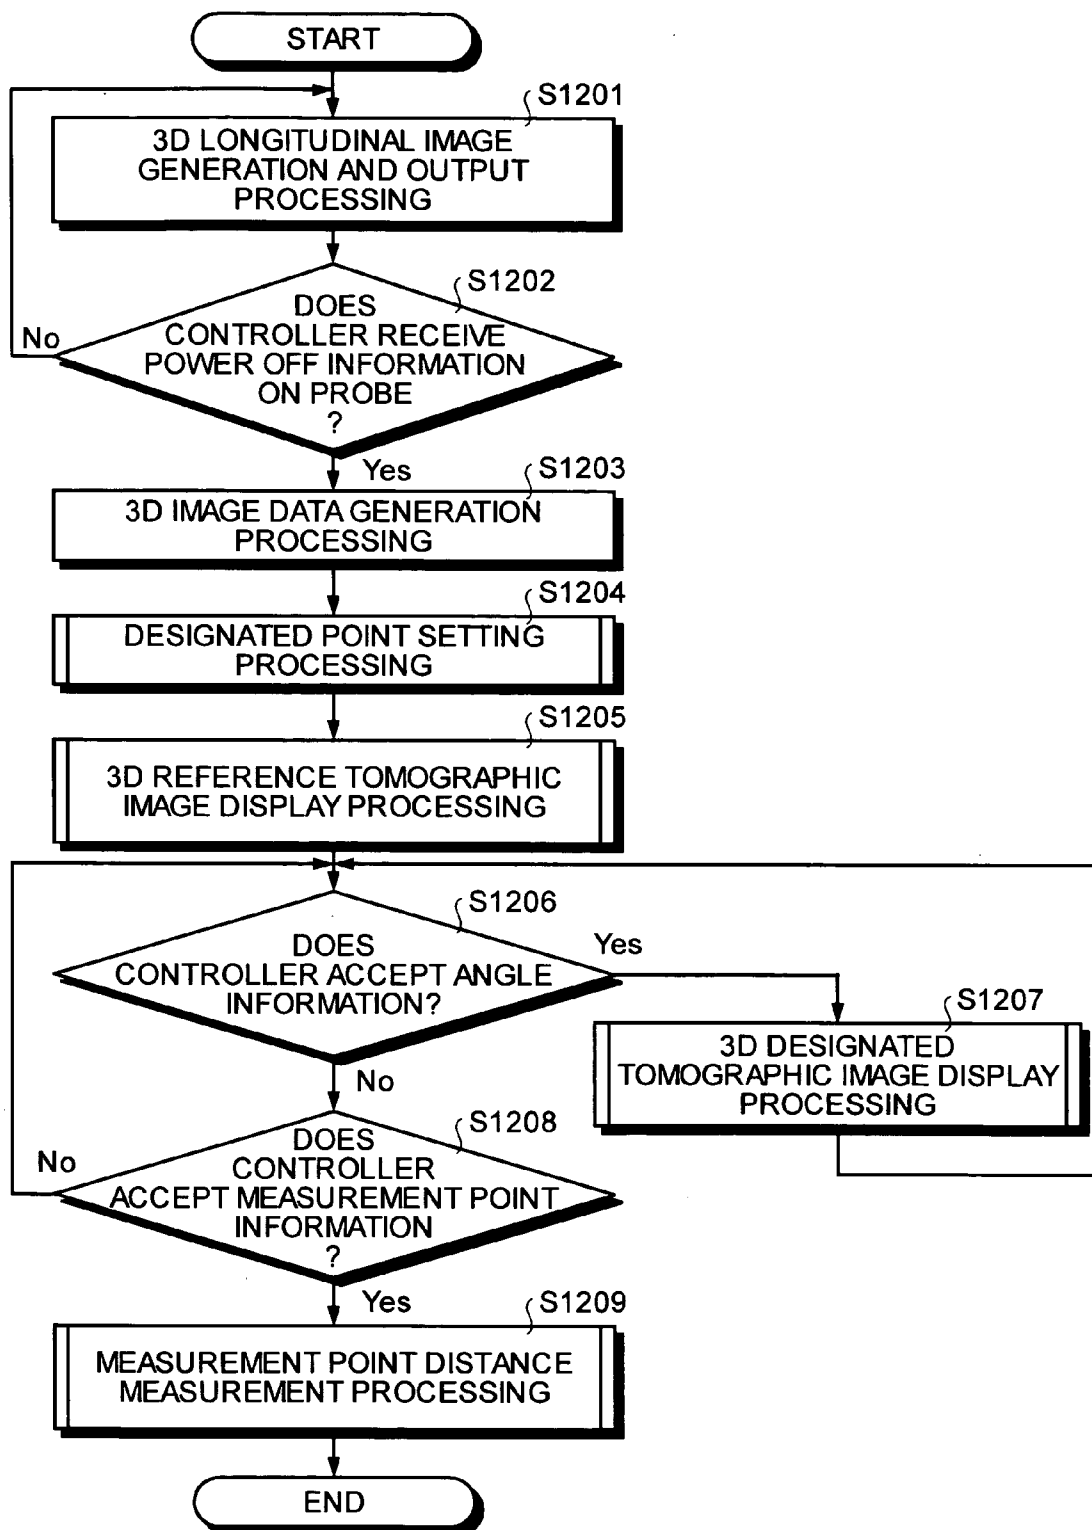 START
S1201
3D LONGITUDINAL IMAGE
GENERATION AND OUTPUT
PROCESSING
S1202
DOES
CONTROLLER RECEIVE
POWER OFF INFORMATION
ON PROBE
?
No
Yes
S1203
3D IMAGE DATA GENERATION
PROCESSING
S1204
DESIGNATED POINT SETTING
PROCESSING
S1205
3D REFERENCE TOMOGRAPHIC
IMAGE DISPLAY PROCESSING
S1206
DOES
CONTROLLER ACCEPT ANGLE
INFORMATION?
Yes
S1207
3D DESIGNATED
TOMOGRAPHIC IMAGE DISPLAY
PROCESSING
No
S1208
DOES
CONTROLLER
ACCEPT MEASUREMENT POINT
INFORMATION
?
No
Yes
S1209
MEASUREMENT POINT DISTANCE
MEASUREMENT PROCESSING
END